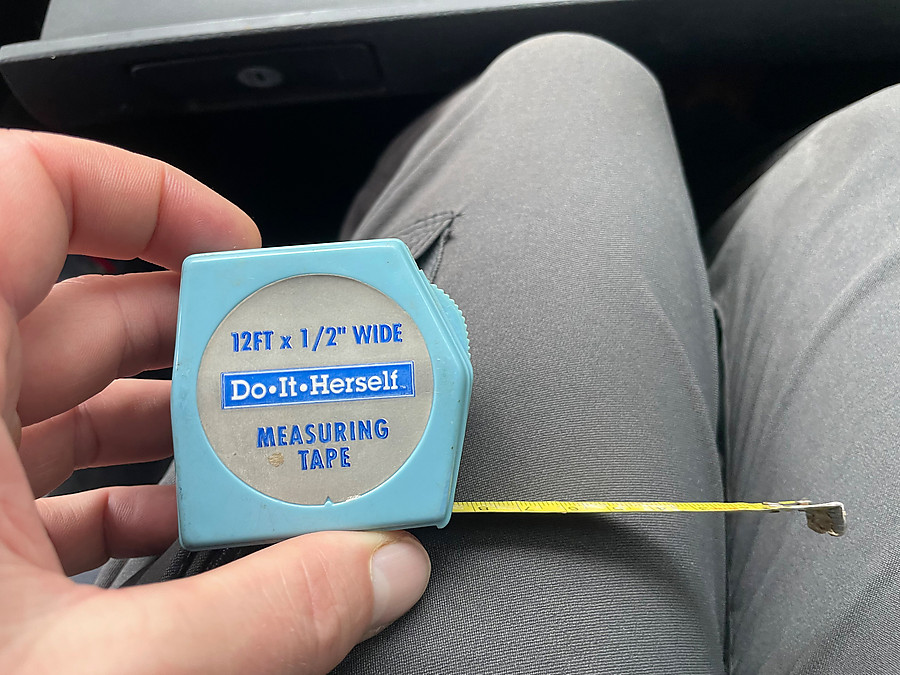 12FT x 1/2" WIDE
Do•It•Herself
MEASURING
TAPE